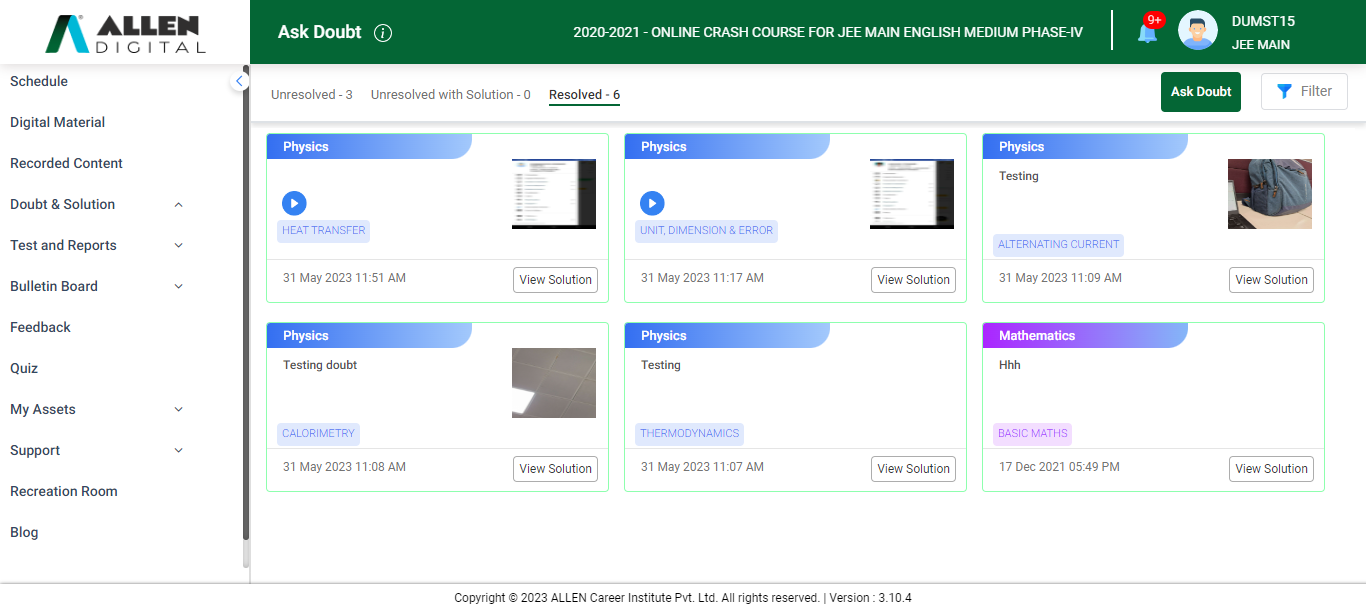 ALLEN
DIGITAL
Ask Doubt
2020-2021 - ONLINE CRASH COURSE FOR JEE MAIN ENGLISH MEDIUM PHASE-IV
9+
DUMST15
JEE MAIN
Schedule
Digital Material
Recorded Content
Doubt & Solution
Test and Reports
Bulletin Board
Feedback
Quiz
My Assets
Support
Recreation Room
Blog
Unresolved - 3 Unresolved with Solution - 0 Resolved - 6
Ask Doubt
Filter
Physics
HEAT TRANSFER
31 May 2023 11:51 AM View Solution
Physics
UNIT, DIMENSION & ERROR
31 May 2023 11:17 AM View Solution
Physics
Testing
ALTERNATING CURRENT
31 May 2023 11:09 AM View Solution
Physics
Testing doubt
CALORIMETRY
31 May 2023 11:08 AM View Solution
Physics
Testing
THERMODYNAMICS
31 May 2023 11:07 AM View Solution
Mathematics
Hhh
BASIC MATHS
17 Dec 2021 05:49 PM View Solution
Copyright © 2023 ALLEN Career Institute Pvt. Ltd. All rights reserved. | Version : 3.10.4